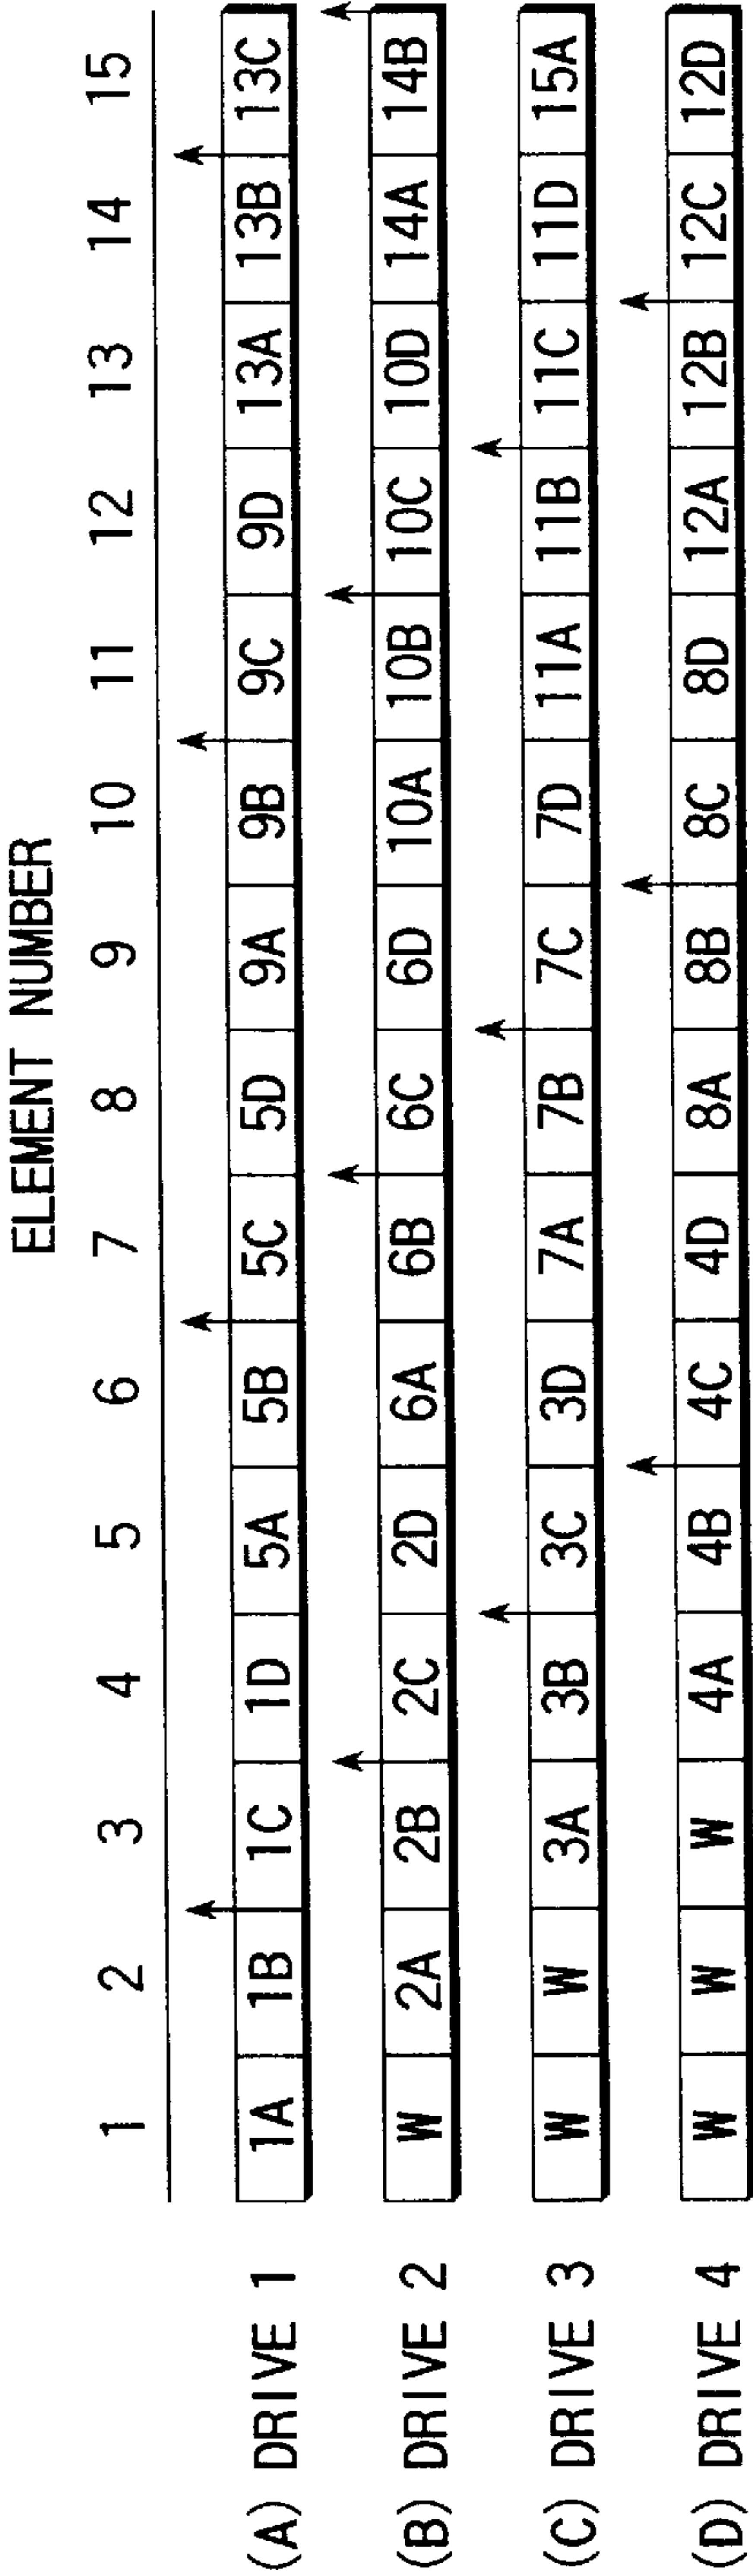 ELEMENT NUMBER
1 2 3 4 5 6 7 8 9 10 11 12 13 14 15
(A) DRIVE 1 1A 1B 1C 1D 5A 5B 5C 5D 9A 9B 9C 9D 13A 13B 13C
(B) DRIVE 2 W 2A 2B 2C 2D 6A 6B 6C 6D 10A 10B 10C 10D 14A 14B
(C) DRIVE 3 W W 3A 3B 3C 3D 7A 7B 7C 7D 11A 11B 11C 11D 15A
(D) DRIVE 4 W W W 4A 4B 4C 4D 8A 8B 8C 8D 12A 12B 12C 12D